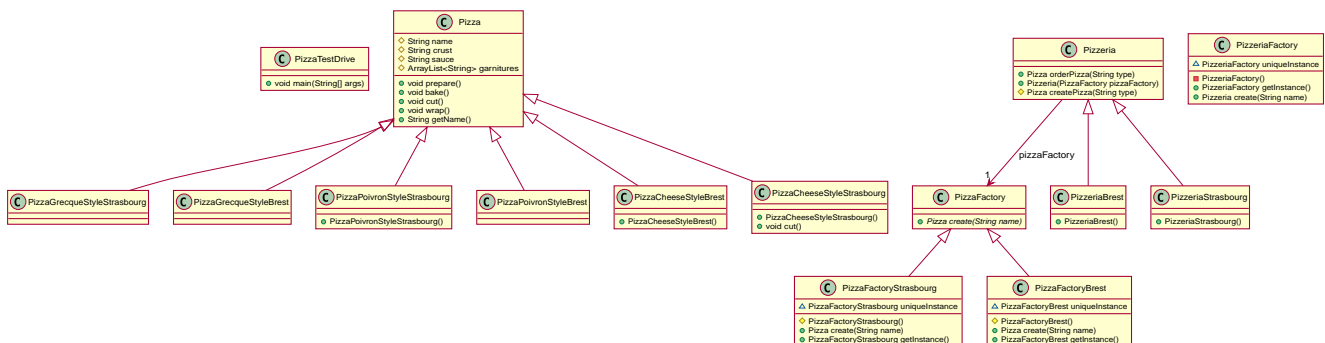 C Pizza
String name
String crust
String sauce
ArrayList<String> garnitures
void prepare()
void bake()
void cut()
void wrap()
String getName()
C PizzaTestDrive
void main(String[] args)
C Pizzeria
Pizza orderPizza(String type)
Pizzeria(PizzaFactory pizzaFactory)
Pizza createPizza(String type)
C PizzeriaFactory
PizzeriaFactory uniqueInstance
PizzeriaFactory()
PizzeriaFactory getInstance()
Pizzeria create(String name)
pizzaFactory
1
C PizzaGrecqueStyleStrasbourg
C PizzaGrecqueStyleBrest
C PizzaPoivronStyleStrasbourg
PizzaPoivronStyleStrasbourg()
C PizzaPoivronStyleBrest
C PizzaCheeseStyleBrest
PizzaCheeseStyleBrest()
C PizzaCheeseStyleStrasbourg
PizzaCheeseStyleStrasbourg()
void cut()
C PizzaFactory
Pizza create(String name)
C PizzeriaBrest
PizzeriaBrest()
C PizzeriaStrasbourg
PizzeriaStrasbourg()
C PizzaFactoryStrasbourg
PizzaFactoryStrasbourg uniqueInstance
PizzaFactoryStrasbourg()
Pizza create(String name)
PizzaFactoryStrasbourg getInstance()
C PizzaFactoryBrest
PizzaFactoryBrest uniqueInstance
PizzaFactoryBrest()
Pizza create(String name)
PizzaFactoryBrest getInstance()